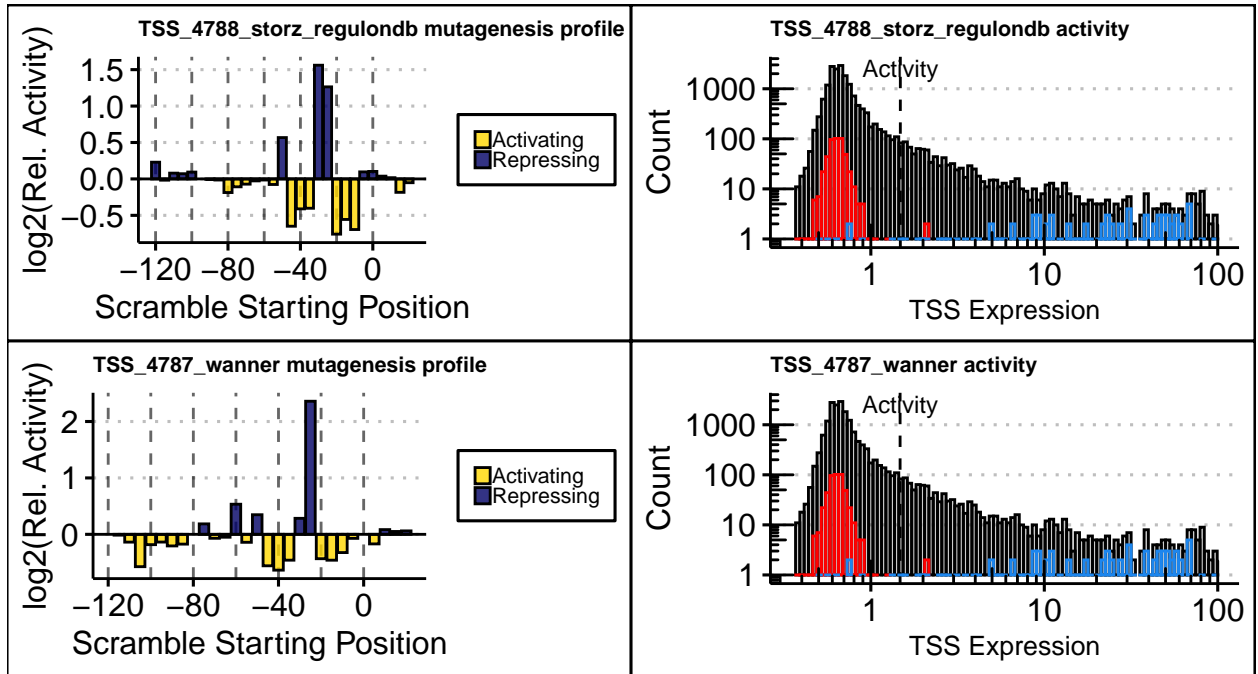 TSS_4788_storz_regulondb mutagenesis profile
log2(Rel. Activity)
1.5
1.0
0.5
0.0
−0.5
−120 −80 −40 0
Scramble Starting Position
Activating
Repressing
TSS_4788_storz_regulondb activity
Activity
Count
1000
100
10
1
1 10 100
TSS Expression
TSS_4787_wanner mutagenesis profile
log2(Rel. Activity)
2
1
0
−120 −80 −40 0
Scramble Starting Position
Activating
Repressing
TSS_4787_wanner activity
Activity
Count
1000
100
10
1
1 10 100
TSS Expression